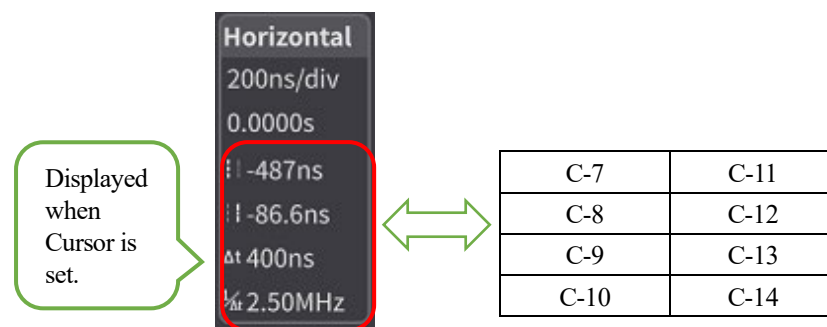 Horizontal
200ns/div
0.0000s
-487ns
-86.6ns
Δt 400ns
1/Δt 2.50MHz
Displayed
when
Cursor is
set.
C-7 C-11
C-8 C-12
C-9 C-13
C-10 C-14